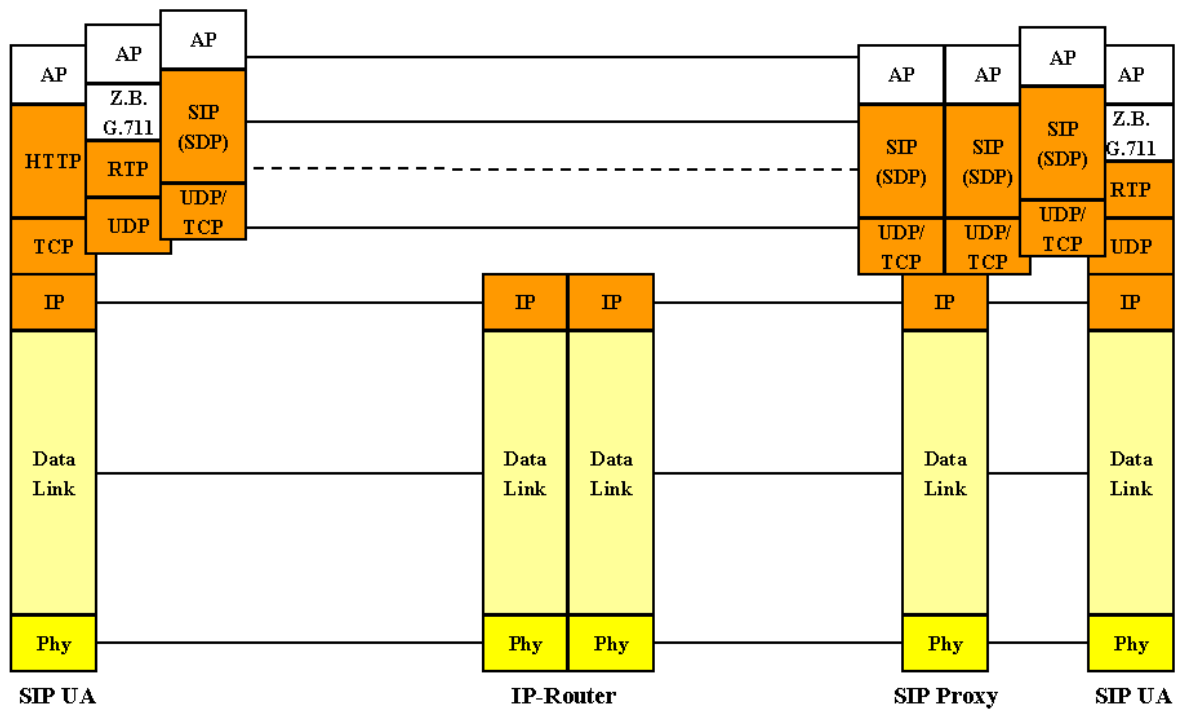 AP
HTTP
TCP
IP
Data
Link
Phy
SIP UA
AP
Z.B.
G.711
RTP
UDP
AP
SIP
(SDP)
UDP/
TCP
IP
Data
Link
Phy
IP
Data
Link
Phy
IP-Router
AP
SIP
(SDP)
UDP/
TCP
AP
SIP
(SDP)
UDP/
TCP
IP
Data
Link
Phy
SIP Proxy
AP
SIP
(SDP)
UDP/
TCP
AP
Z.B.
G.711
RTP
UDP
IP
Data
Link
Phy
SIP UA